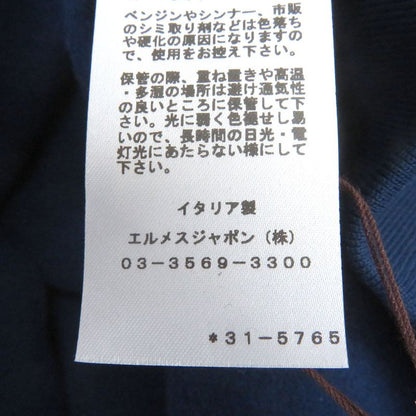 ベンジンやシンナー、市販
のシミ取り剤などは色落ち
や硬化の原因になりますの
で、使用をお控え下さい。
保管の際、重ね置きや高温
・多湿の場所は避け通気性
の良いところに保管して下
さい。光に弱く色褪せし易
いので、長時間の日光・電
灯光にあたらない様にして
下さい。
イタリア製
エルメスジャポン（株）
03-3569-3300
*31-5765